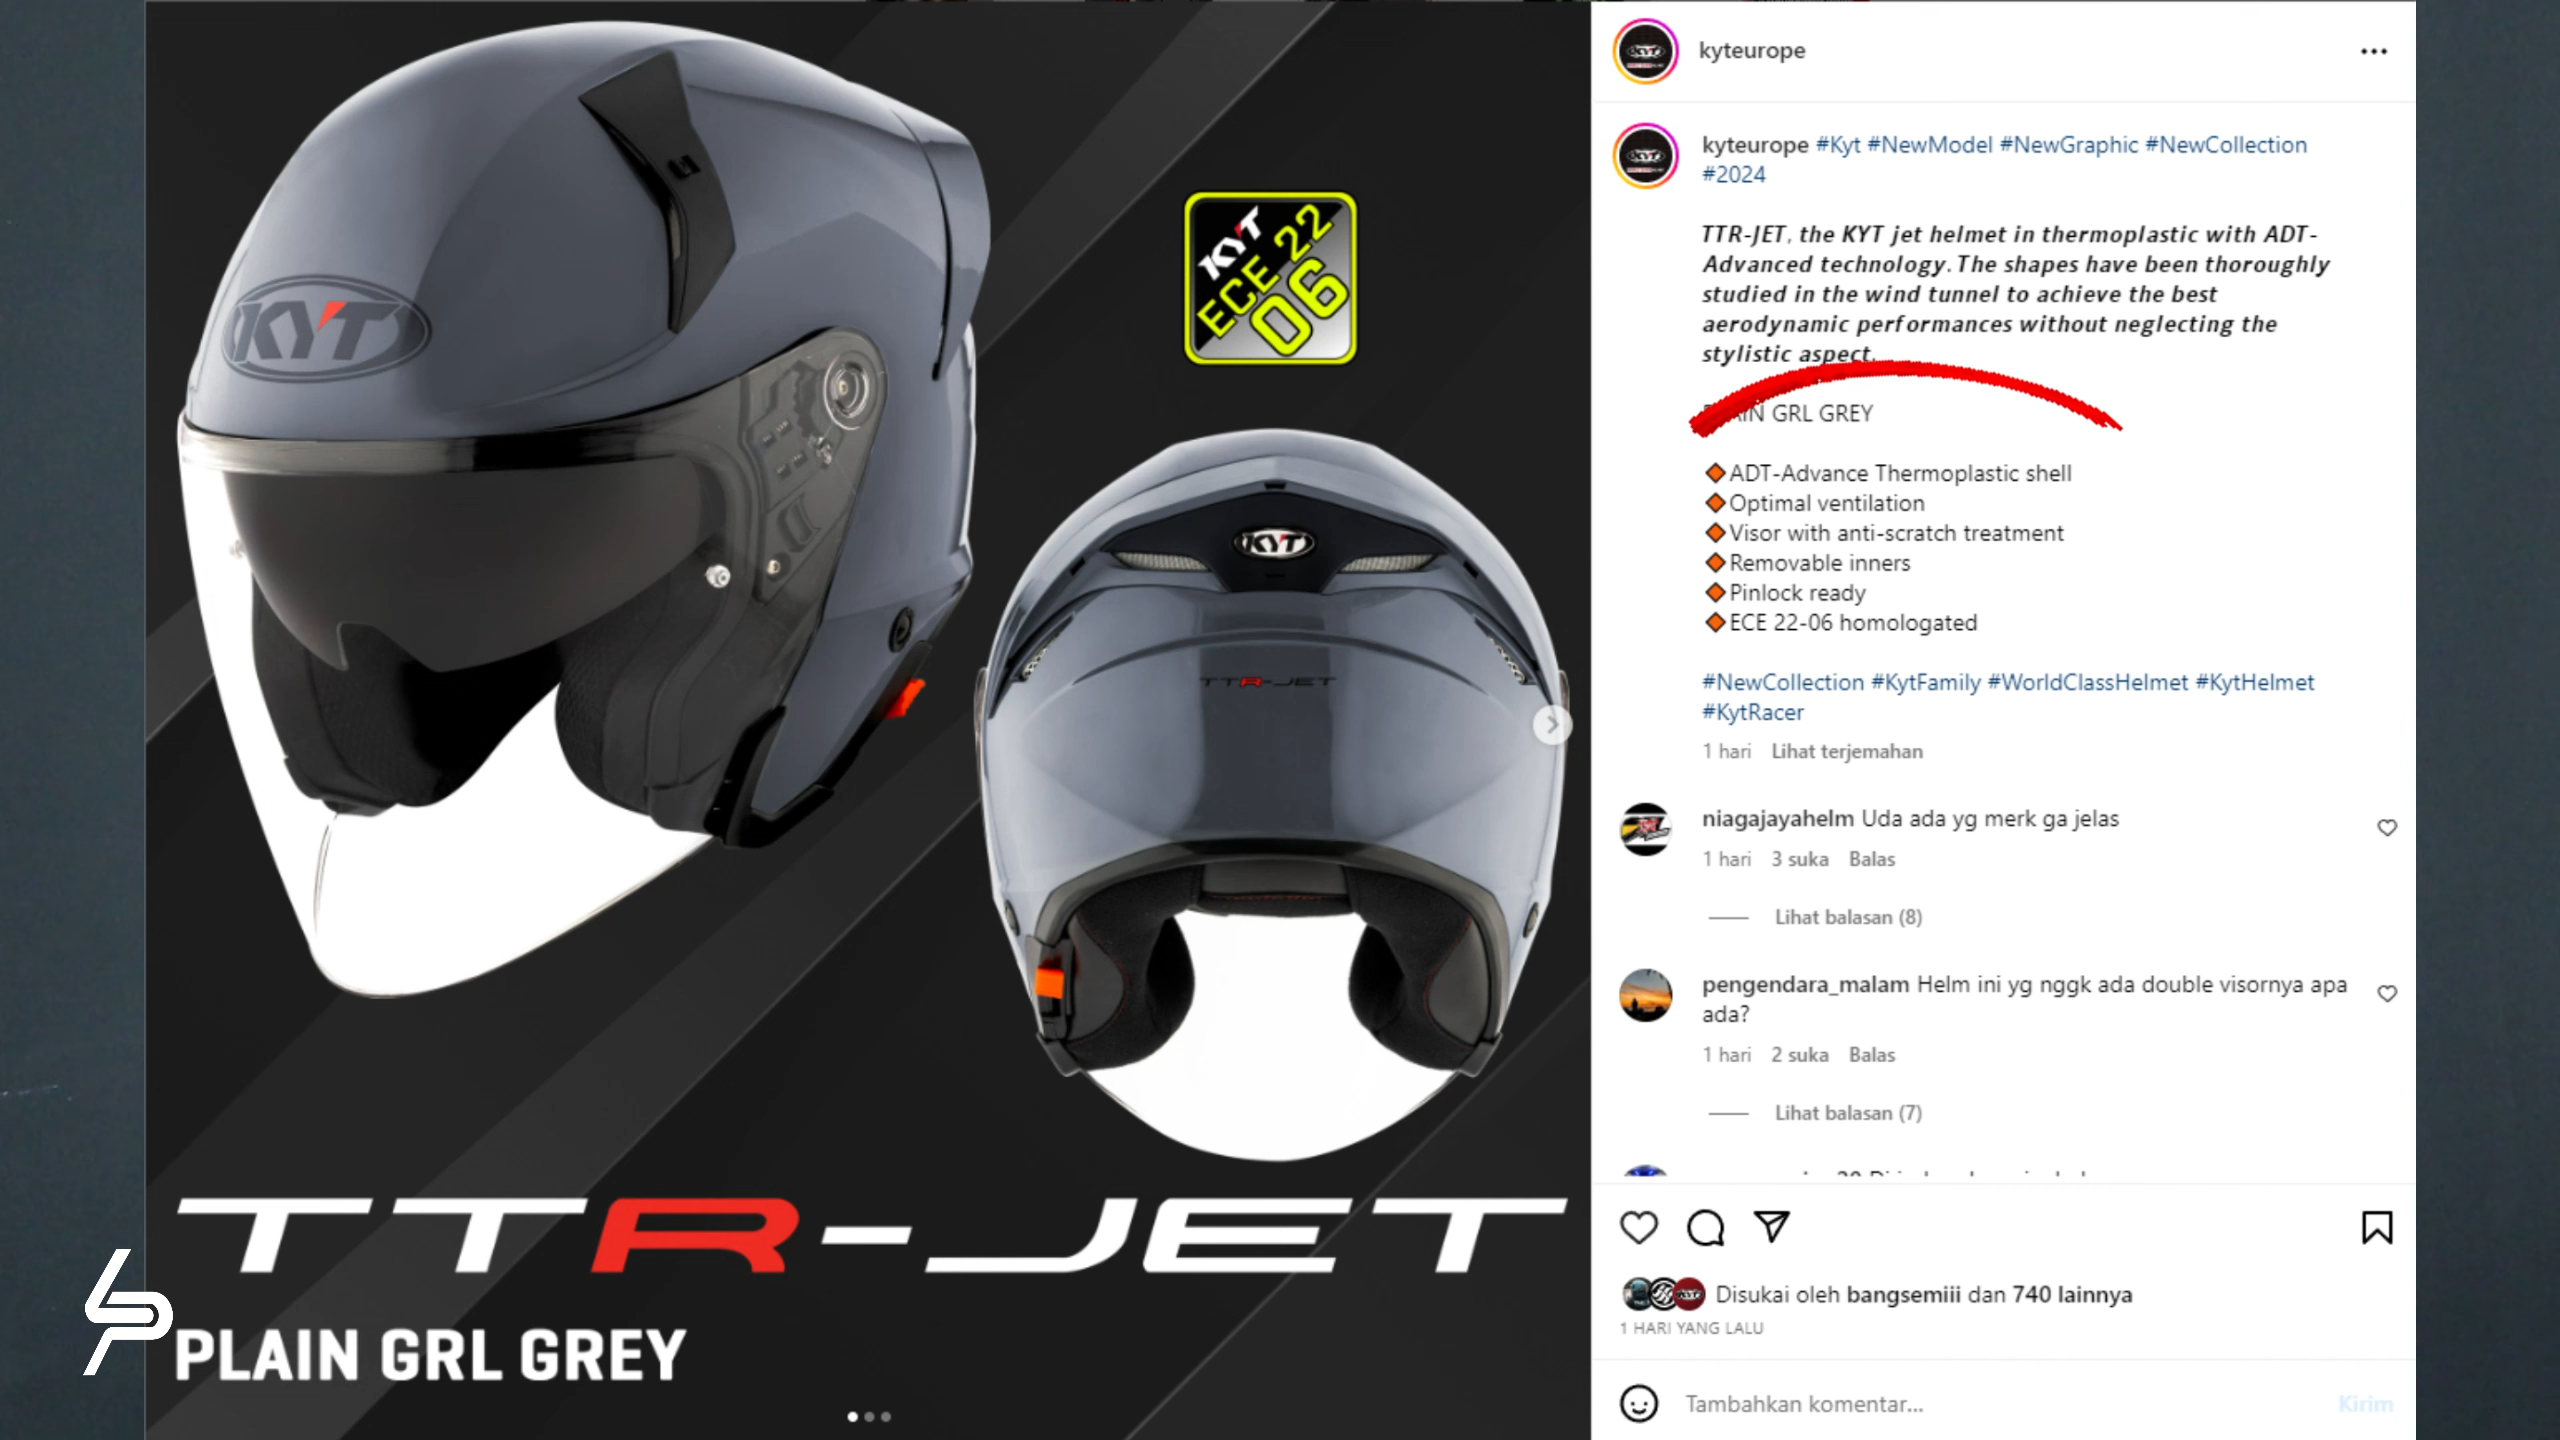 KYT
KYT
ECE 22
06
KYT
TTR-JET
TTR-JET
PLAIN GRL GREY
kyteurope
kyteurope #Kyt #NewModel #NewGraphic #NewCollection
#2024
TTR-JET, the KYT jet helmet in thermoplastic with ADT-
Advanced technology. The shapes have been thoroughly
studied in the wind tunnel to achieve the best
aerodynamic performances without neglecting the
stylistic aspect.
PLAIN GRL GREY
ADT-Advance Thermoplastic shell
Optimal ventilation
Visor with anti-scratch treatment
Removable inners
Pinlock ready
ECE 22-06 homologated
#NewCollection #KytFamily #WorldClassHelmet #KytHelmet
#KytRacer
1 hari Lihat terjemahan
niagajayahelm Uda ada yg merk ga jelas
1 hari 3 suka Balas
Lihat balasan (8)
pengendara_malam Helm ini yg nggk ada double visornya apa
ada?
1 hari 2 suka Balas
Lihat balasan (7)
Disukai oleh bangsemiii dan 740 lainnya
1 HARI YANG LALU
Tambahkan komentar...
Kirim